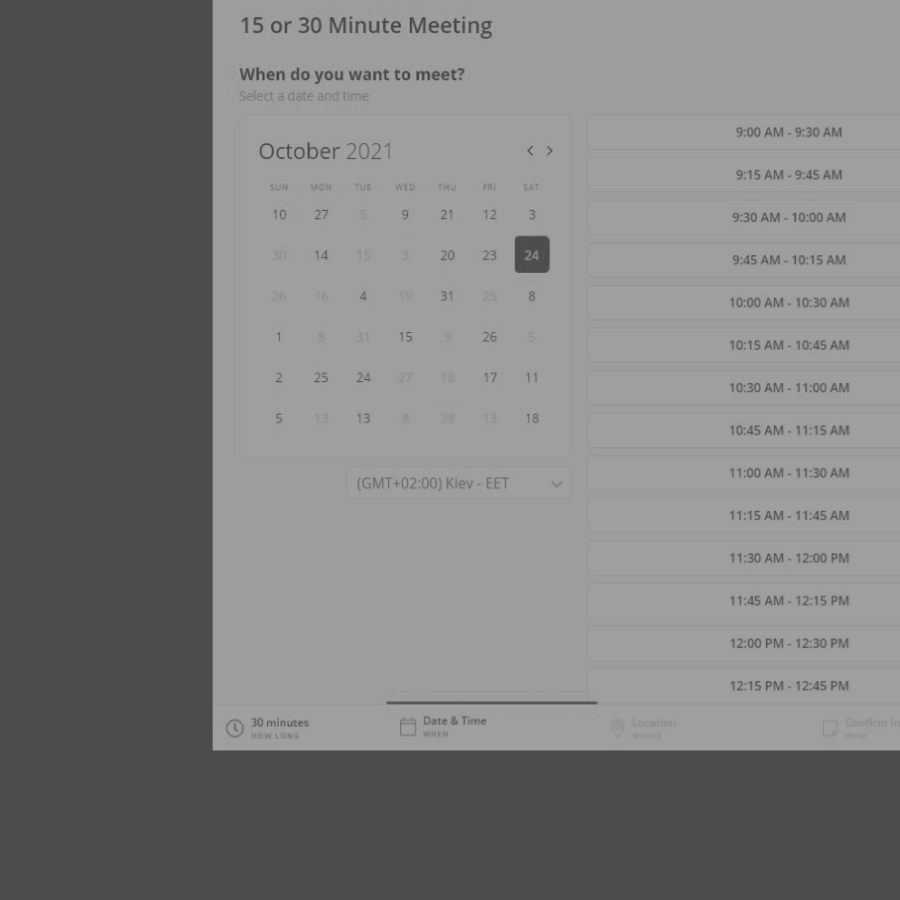 15 or 30 Minute Meeting
When do you want to meet?
Select a date and time
October 2021
SUN MON TUE WED THU FRI SAT
10 27 5 9 21 12 3
30 14 15 3 20 23 24
26 16 4 19 31 25 8
1 8 31 15 9 26 5
2 25 24 27 18 17 11
5 13 13 8 28 13 18
(GMT+02:00) Kiev - EET
9:00 AM - 9:30 AM
9:15 AM - 9:45 AM
9:30 AM - 10:00 AM
9:45 AM - 10:15 AM
10:00 AM - 10:30 AM
10:15 AM - 10:45 AM
10:30 AM - 11:00 AM
10:45 AM - 11:15 AM
11:00 AM - 11:30 AM
11:15 AM - 11:45 AM
11:30 AM - 12:00 PM
11:45 AM - 12:15 PM
12:00 PM - 12:30 PM
12:15 PM - 12:45 PM
30 minutes
HOW LONG
Date & Time
WHEN
Location
WHERE
Confirm In
WHO